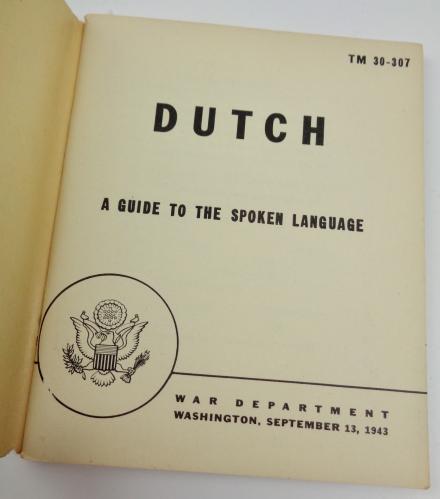 TM 30-307
DUTCH
A GUIDE TO THE SPOKEN LANGUAGE
WAR DEPARTMENT
WASHINGTON, SEPTEMBER 13, 1943